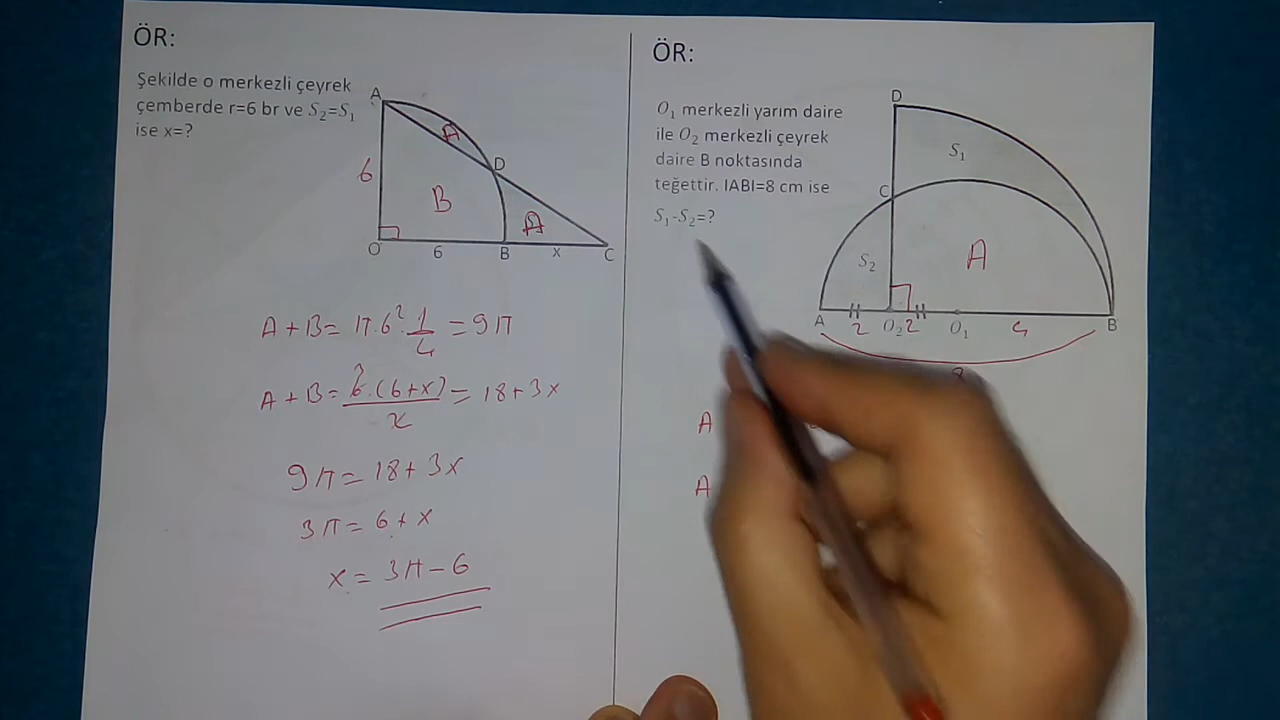 ÖR:
Şekilde o merkezli çeyrek
çemberde r=6 br ve S₂=S₁
ise x=?
A
A
D
6
B
A
O
6
B
x
C
A+B= π.6².1/4 =9π
A+B= 6.(6+x)/2 = 18+3x
3
9π=18+3x
3π=6+x
x=3π-6
ÖR:
O₁ merkezli yarım daire
ile O₂ merkezli çeyrek
daire B noktasında
teğettir. IABI=8 cm ise
S₁-S₂=?
D
S₁
C
S₂
A
A
2
O₂
2
O₁
4
B
A
A